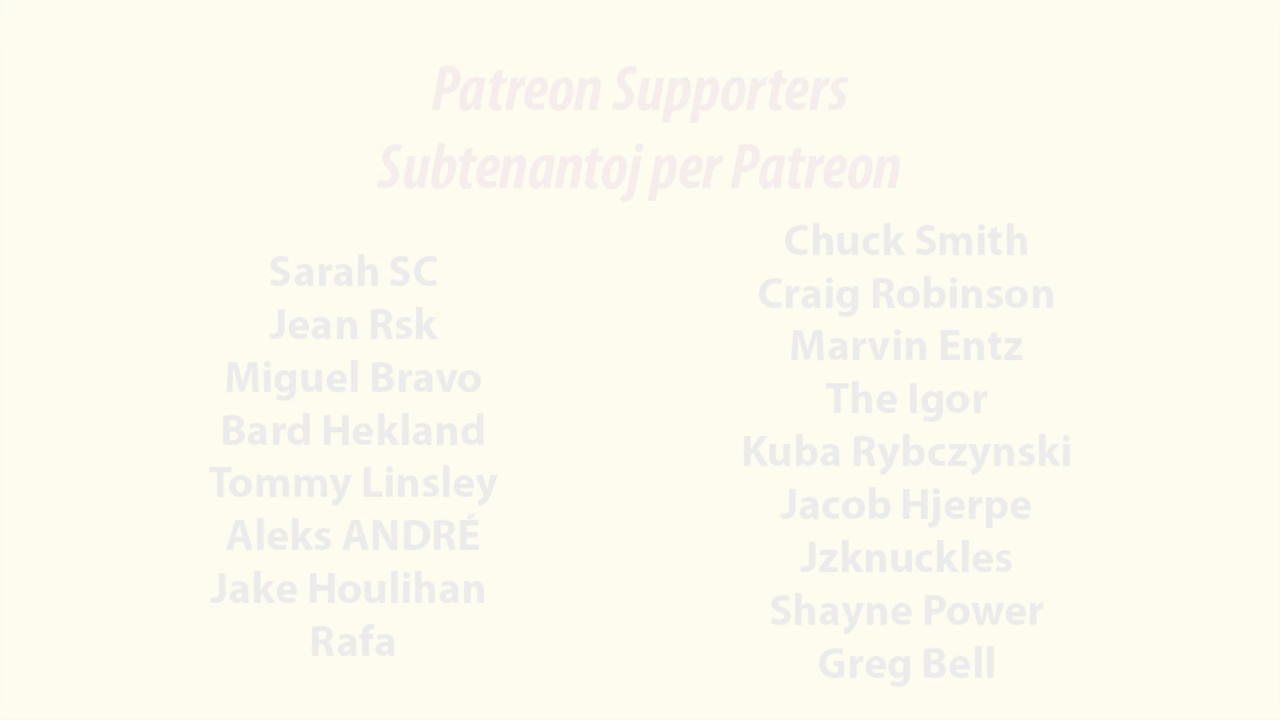 Patreon Supporters
Subtenantoj per Patreon
Sarah SC
Jean Rsk
Miguel Bravo
Bard Hekland
Tommy Linsley
Aleks ANDRÉ
Jake Houlihan
Rafa
Chuck Smith
Craig Robinson
Marvin Entz
The Igor
Kuba Rybczynski
Jacob Hjerpe
Jzknuckles
Shayne Power
Greg Bell